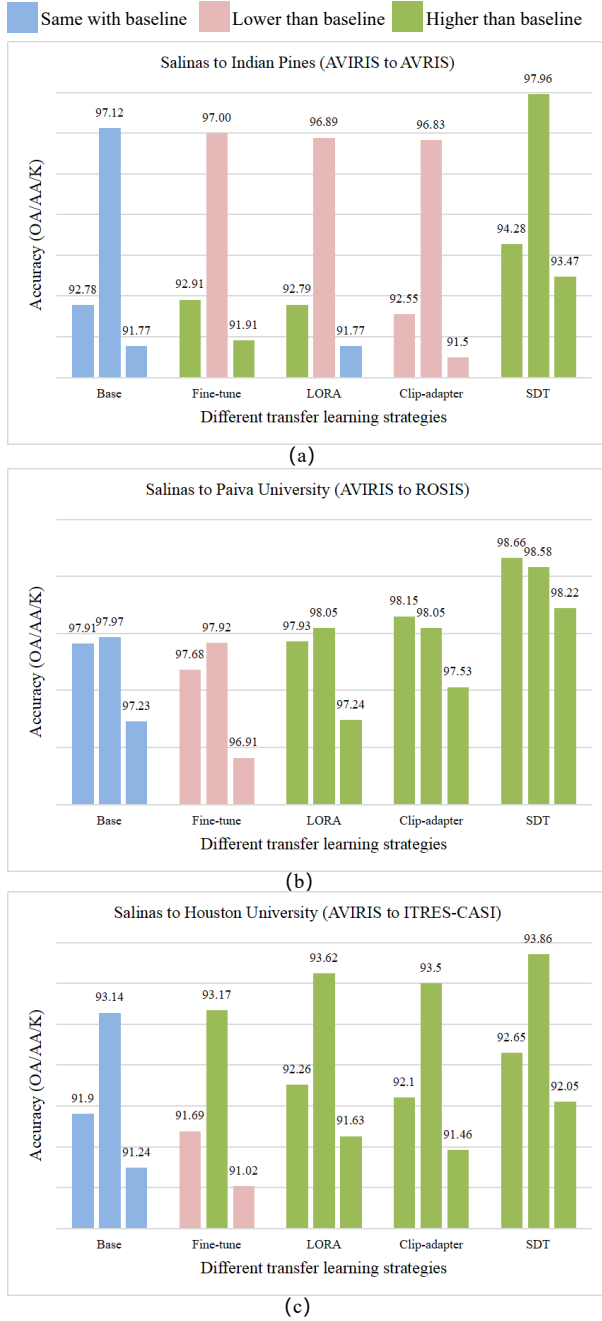 Same with baseline Lower than baseline Higher than baseline
Salinas to Indian Pines (AVIRIS to AVRIS)
Accuracy (OA/AA/K)
92.78 97.12 91.77 92.91 97.00 91.91 92.79 96.89 91.77 92.55 96.83 91.5 94.28 97.96 93.47
Base Fine-tune LORA Clip-adapter SDT
Different transfer learning strategies
(a)
Salinas to Paiva University (AVIRIS to ROSIS)
Accuracy (OA/AA/K)
97.91 97.97 97.23 97.68 97.92 96.91 97.93 98.05 97.24 98.15 98.05 97.53 98.66 98.58 98.22
Base Fine-tune LORA Clip-adapter SDT
Different transfer learning strategies
(b)
Salinas to Houston University (AVIRIS to ITRES-CASI)
Accuracy (OA/AA/K)
91.9 93.14 91.24 91.69 93.17 91.02 92.26 93.62 91.63 92.1 93.5 91.46 92.65 93.86 92.05
Base Fine-tune LORA Clip-adapter SDT
Different transfer learning strategies
(c)